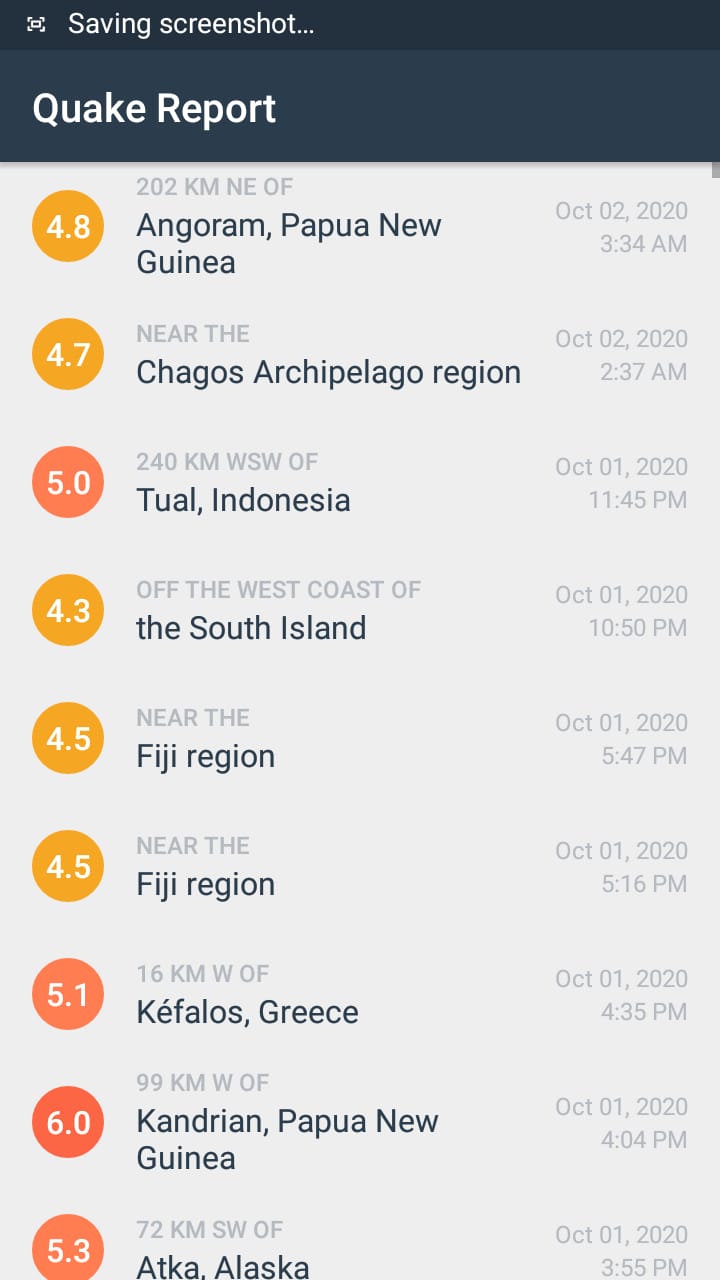 Saving screenshot...
Quake Report
4.8
202 KM NE OF
Angoram, Papua New
Guinea
Oct 02, 2020
3:34 AM
4.7
NEAR THE
Chagos Archipelago region
Oct 02, 2020
2:37 AM
5.0
240 KM WSW OF
Tual, Indonesia
Oct 01, 2020
11:45 PM
4.3
OFF THE WEST COAST OF
the South Island
Oct 01, 2020
10:50 PM
4.5
NEAR THE
Fiji region
Oct 01, 2020
5:47 PM
4.5
NEAR THE
Fiji region
Oct 01, 2020
5:16 PM
5.1
16 KM W OF
Kéfalos, Greece
Oct 01, 2020
4:35 PM
6.0
99 KM W OF
Kandrian, Papua New
Guinea
Oct 01, 2020
4:04 PM
5.3
72 KM SW OF
Atka, Alaska
Oct 01, 2020
3:55 PM